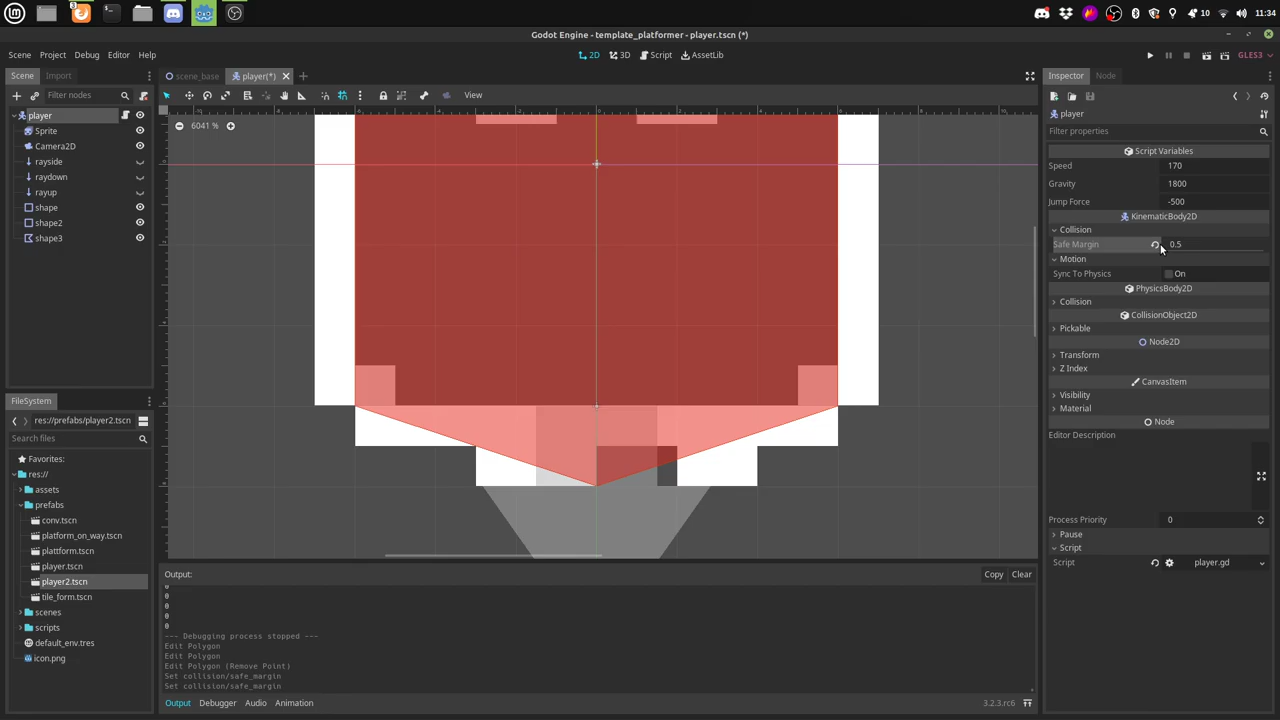 10
11:34
Godot Engine - template_platformer - player.tscn (*)
Scene Project Debug Editor Help
2D 3D Script AssetLib
GLES3
Scene Import
scene_base
player(*)
Inspector Node
Filter nodes
View
player
player
Filter properties
Sprite
Camera2D
rayside
raydown
rayup
shape
shape2
shape3
6041 %
Script Variables
Speed 170
Gravity 1800
Jump Force -500
KinematicBody2D
Collision
Safe Margin 0.5
Motion
Sync To Physics On
PhysicsBody2D
Collision
CollisionObject2D
Pickable
Node2D
Transform
Z Index
CanvasItem
Visibility
Material
Node
Editor Description
Process Priority 0
Pause
Script
Script player.gd
FileSystem
res://prefabs/player2.tscn
Search files
Favorites:
res://
assets
prefabs
conv.tscn
platform_on_way.tscn
plattform.tscn
player.tscn
player2.tscn
tile_form.tscn
scenes
scripts
default_env.tres
icon.png
Output:
Copy Clear
0
0
0
0
0
--- Debugging process stopped ---
Edit Polygon
Edit Polygon
Edit Polygon (Remove Point)
Set collision/safe_margin
Set collision/safe_margin
Output Debugger Audio Animation
3.2.3.rc6